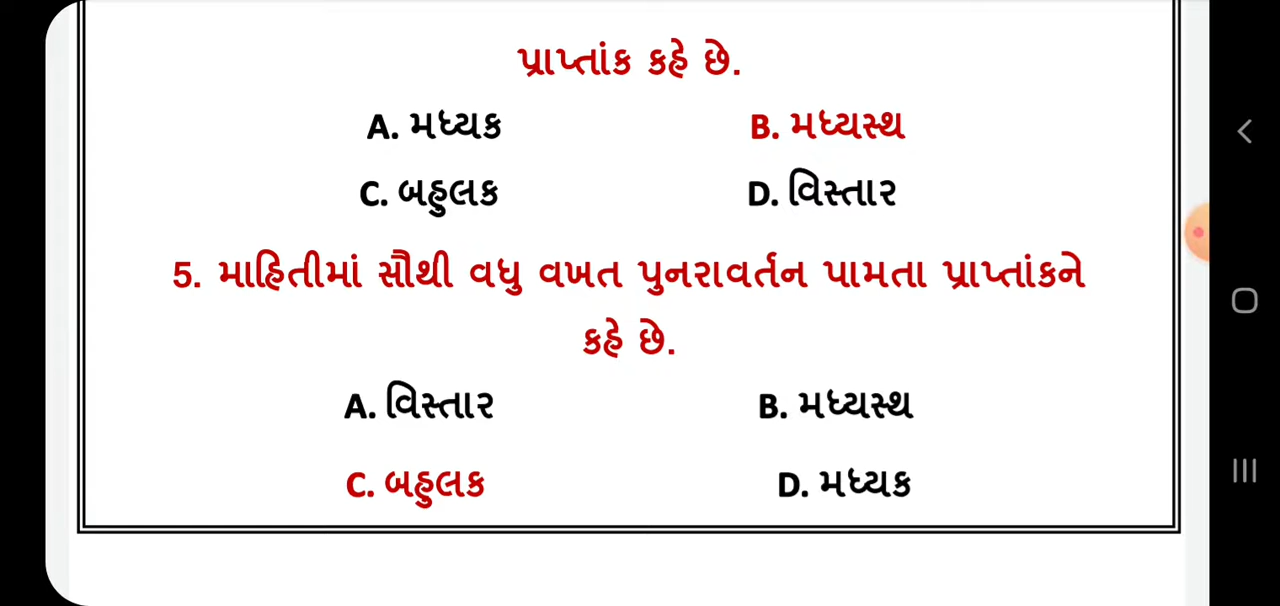 પ્રાપ્તાંક કહે છે.
A. મધ્યક B. મધ્યસ્થ
C. બહુલક D. વિસ્તાર
5. માહિતીમાં સૌથી વધુ વખત પુનરાવર્તન પામતા પ્રાપ્તાંકને
કહે છે.
A. વિસ્તાર B. મધ્યસ્થ
C. બહુલક D. મધ્યક